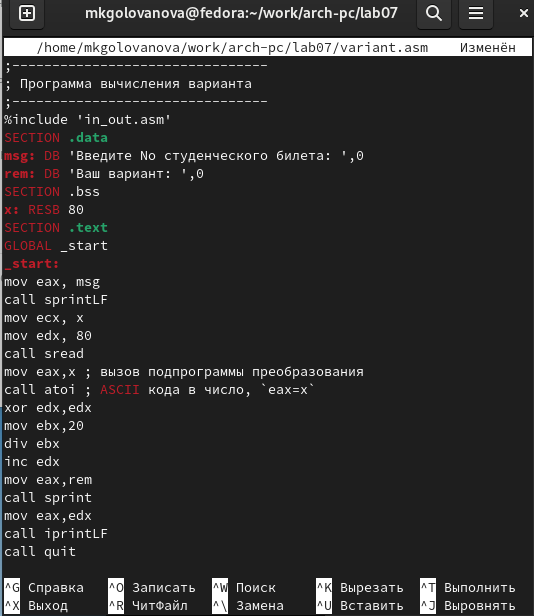 mkgolovanova@fedora:~/work/arch-pc/lab07
/home/mkgolovanova/work/arch-pc/lab07/variant.asm Изменён
;--------------------------------
; Программа вычисления варианта
;--------------------------------
%include 'in_out.asm'
SECTION .data
msg: DB 'Введите No студенческого билета: ',0
rem: DB 'Ваш вариант: ',0
SECTION .bss
x: RESB 80
SECTION .text
GLOBAL _start
_start:
mov eax, msg
call sprintLF
mov ecx, x
mov edx, 80
call sread
mov eax,x ; вызов подпрограммы преобразования
call atoi ; ASCII кода в число, `eax=x`
xor edx,edx
mov ebx,20
div ebx
inc edx
mov eax,rem
call sprint
mov eax,edx
call iprintLF
call quit
^G Справка ^O Записать ^W Поиск ^K Вырезать ^T Выполнить
^X Выход ^R ЧитФайл ^\ Замена ^U Вставить ^J Выровнять